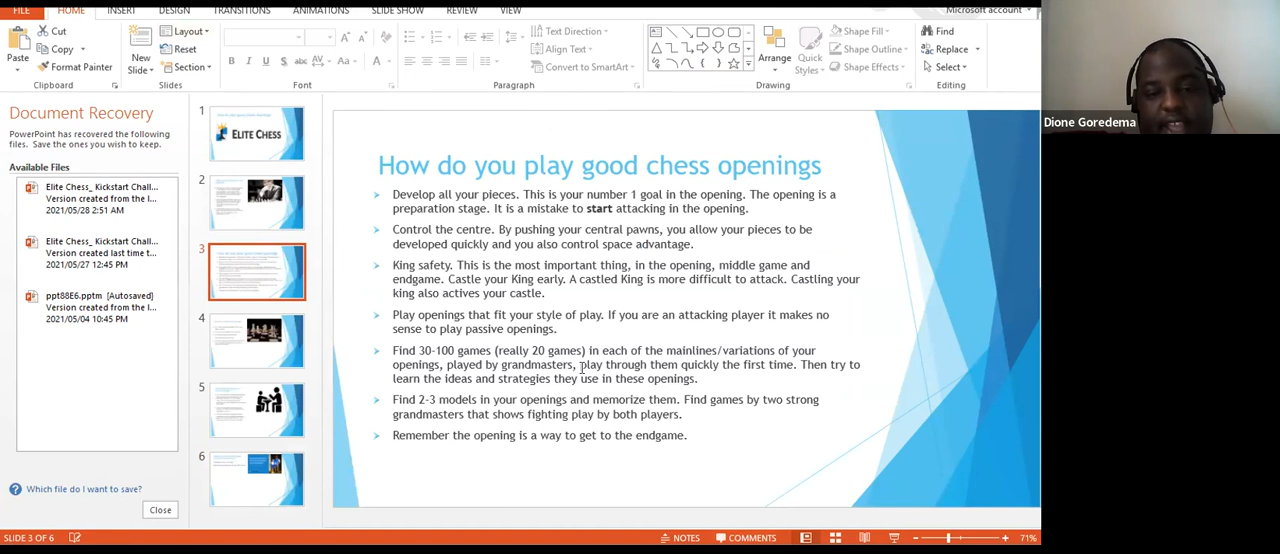 FILE HOME INSERT DESIGN TRANSITIONS ANIMATIONS SLIDE SHOW REVIEW VIEW Microsoft account
Cut
Copy
Format Painter
Paste
Clipboard
New
Slide
Layout
Reset
Section
Slides
Font
Text Direction
Align Text
Convert to SmartArt
Paragraph
Arrange
Quick
Styles
Shape Fill
Shape Outline
Shape Effects
Drawing
Find
Replace
Select
Editing
Document Recovery
PowerPoint has recovered the following
files. Save the ones you wish to keep.
Available Files
Elite Chess_ Kickstart Chall...
Version created from the l...
2021/05/28 2:51 AM
Elite Chess_ Kickstart Chall...
Version created last time t...
2021/05/27 12:45 PM
ppt88E6.pptm [Autosaved]
Version created from the l...
2021/05/04 10:45 PM
Which file do I want to save?
Close
1
ELITE CHESS
2
3
4
5
6
How do you play good chess openings
Develop all your pieces. This is your number 1 goal in the opening. The opening is a
preparation stage. It is a mistake to start attacking in the opening.
Control the centre. By pushing your central pawns, you allow your pieces to be
developed quickly and you also control space advantage.
King safety. This is the most important thing, in the opening, middle game and
endgame. Castle your King early. A castled King is more difficult to attack. Castling your
king also actives your castle.
Play openings that fit your style of play. If you are an attacking player it makes no
sense to play passive openings.
Find 30-100 games (really 20 games) in each of the mainlines/variations of your
openings, played by grandmasters, play through them quickly the first time. Then try to
learn the ideas and strategies they use in these openings.
Find 2-3 models in your openings and memorize them. Find games by two strong
grandmasters that shows fighting play by both players.
Remember the opening is a way to get to the endgame.
Dione Goredema
SLIDE 3 OF 6
NOTES
COMMENTS
71%